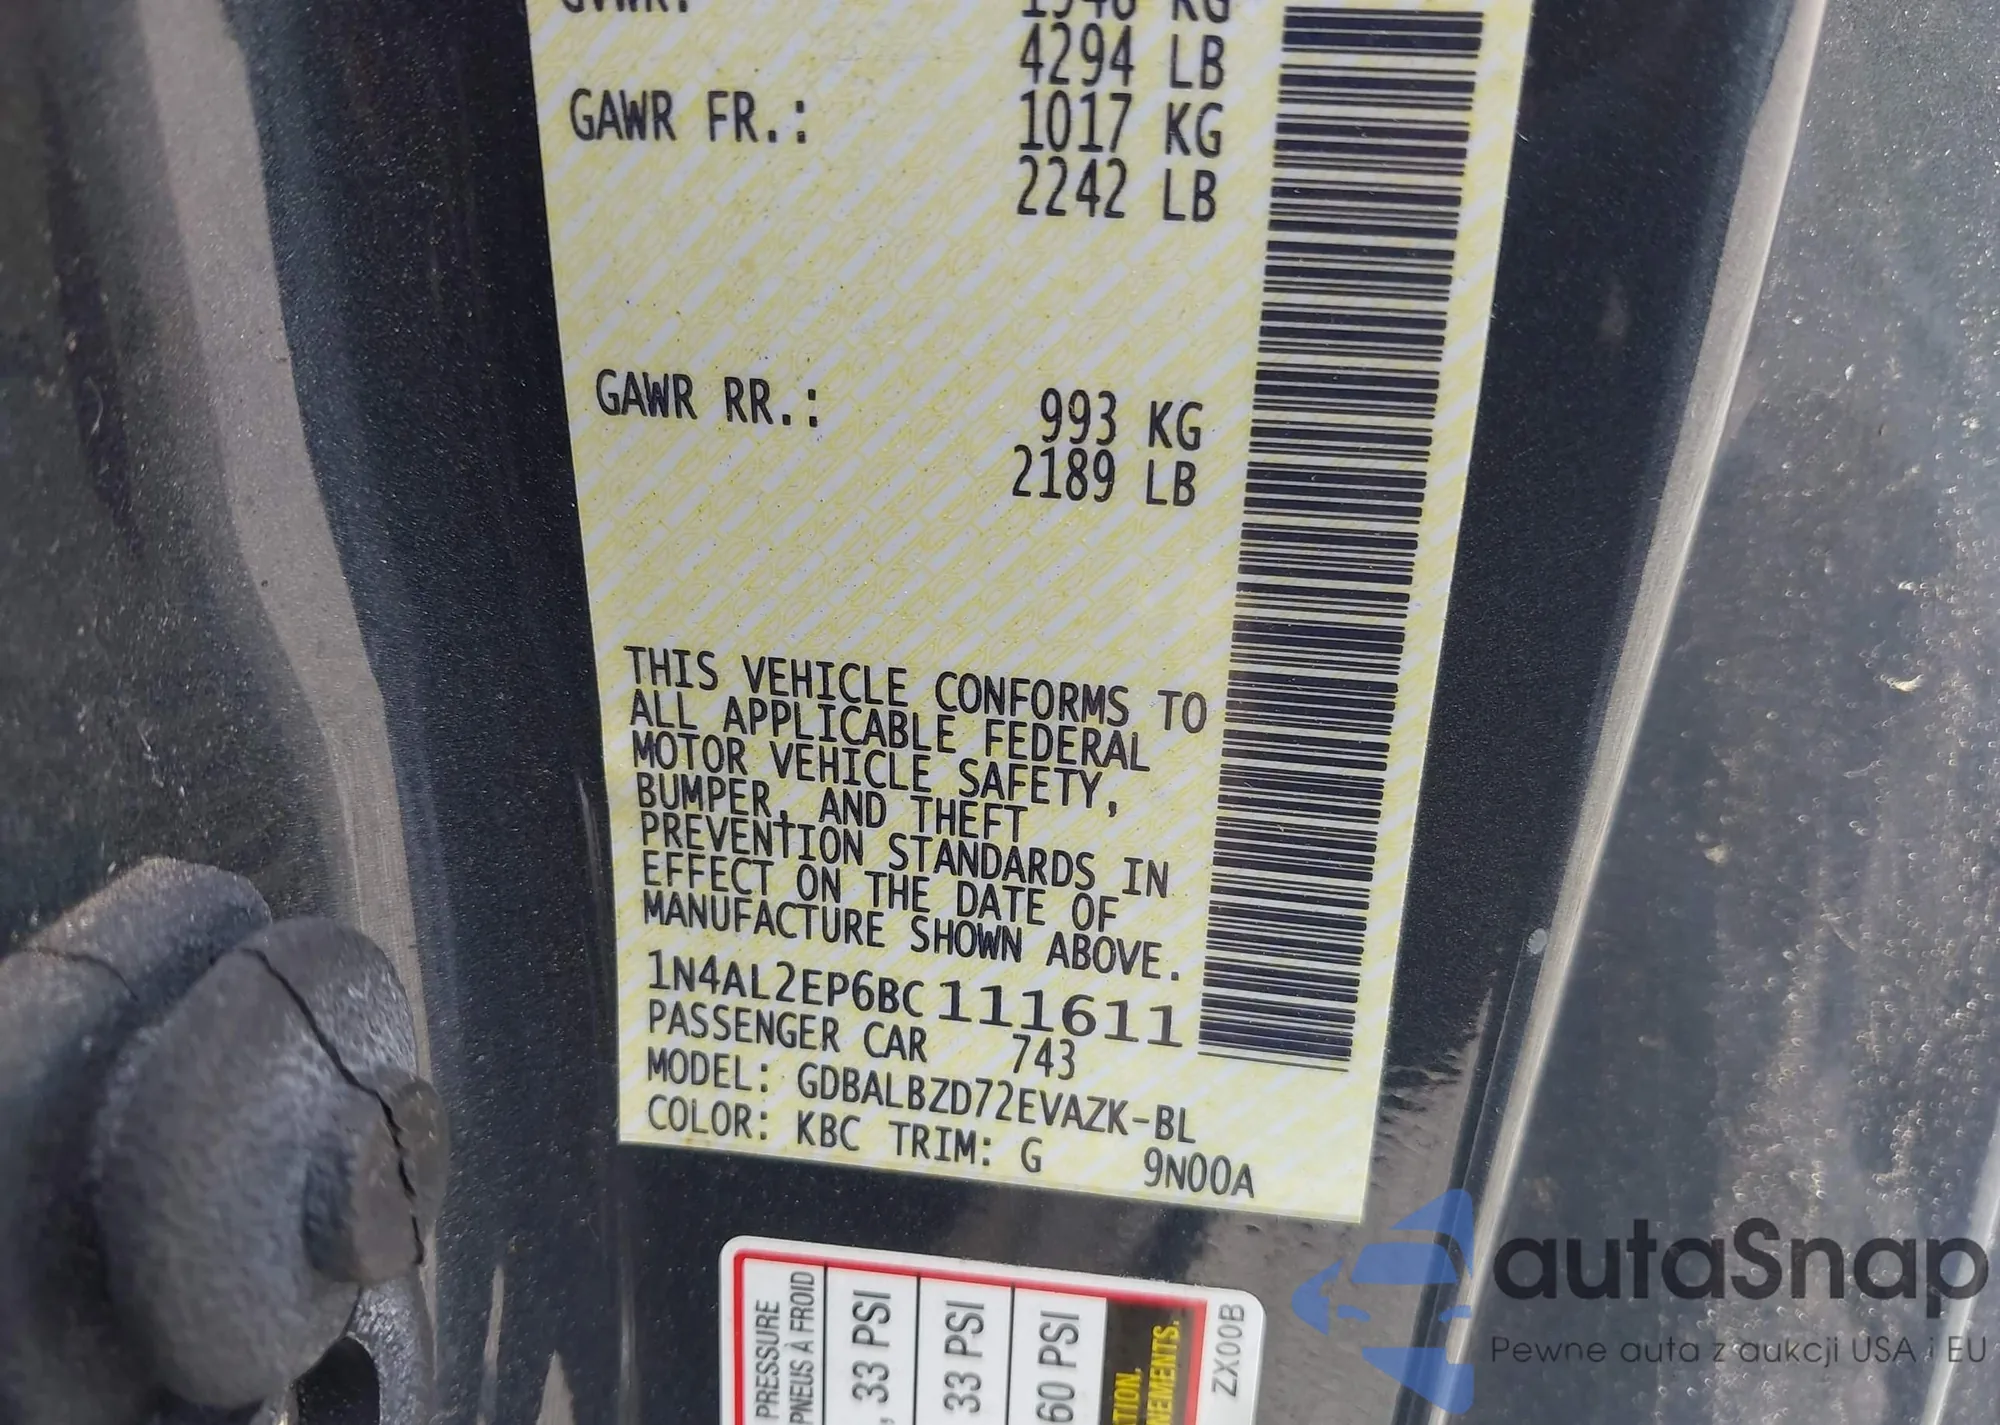 GVWR: 1948 KG
4294 LB
GAWR FR.: 1017 KG
2242 LB
GAWR RR.: 993 KG
2189 LB
THIS VEHICLE CONFORMS TO
ALL APPLICABLE FEDERAL
MOTOR VEHICLE SAFETY,
BUMPER, AND THEFT
PREVENTION STANDARDS IN
EFFECT ON THE DATE OF
MANUFACTURE SHOWN ABOVE.
1N4AL2EP6BC111611
PASSENGER CAR 743
MODEL: GDBALBZD72EVAZK-BL
COLOR: KBC TRIM: G 9N00A
PRESSURE
PNEUS À FROID
, 33 PSI
33 PSI
60 PSI
ZX00B
autaSnap
Pewne auta z aukcji USA i EU